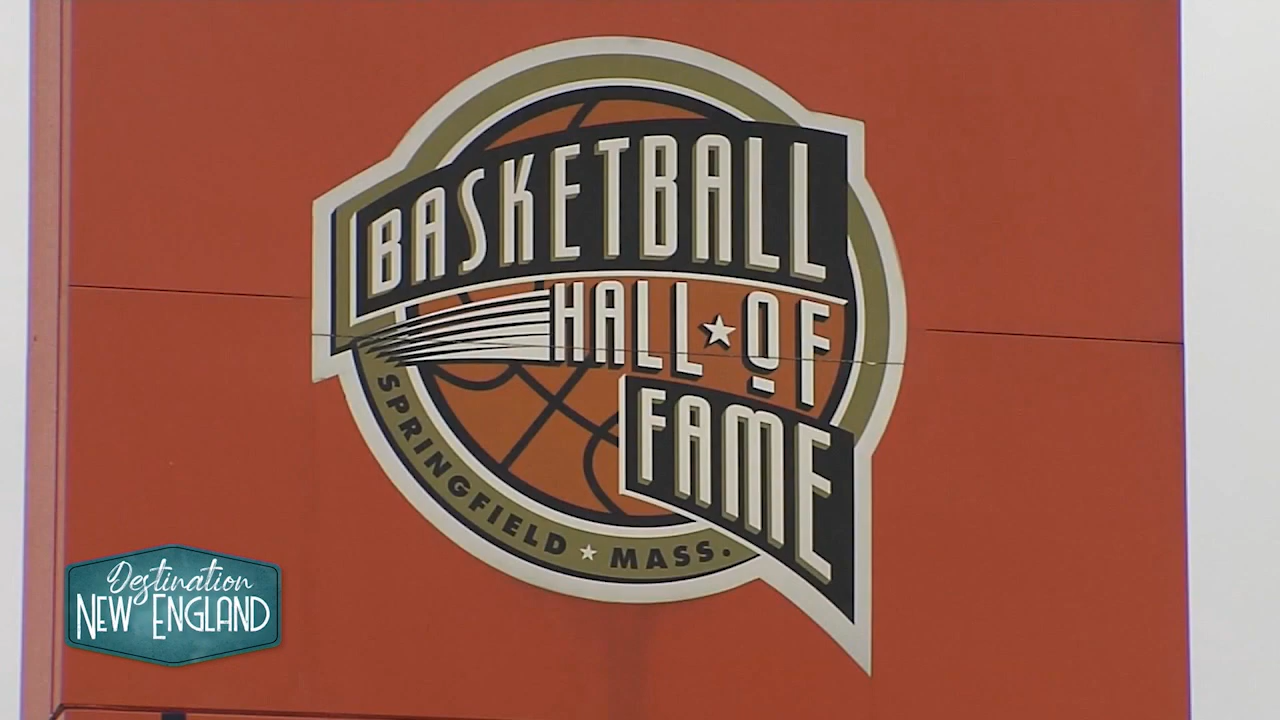 BASKETBALL
HALL★OF
FAME
SPRINGFIELD ★ MASS.
Destination
NEW ENGLAND